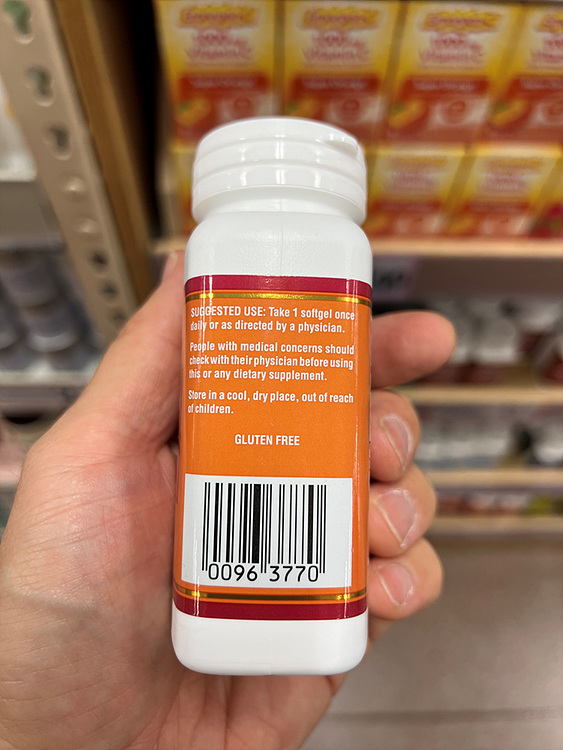 SUGGESTED USE: Take 1 softgel once
daily or as directed by a physician.
People with medical concerns should
check with their physician before using
this or any dietary supplement.
Store in a cool, dry place, out of reach
of children.
GLUTEN FREE
0096 3770